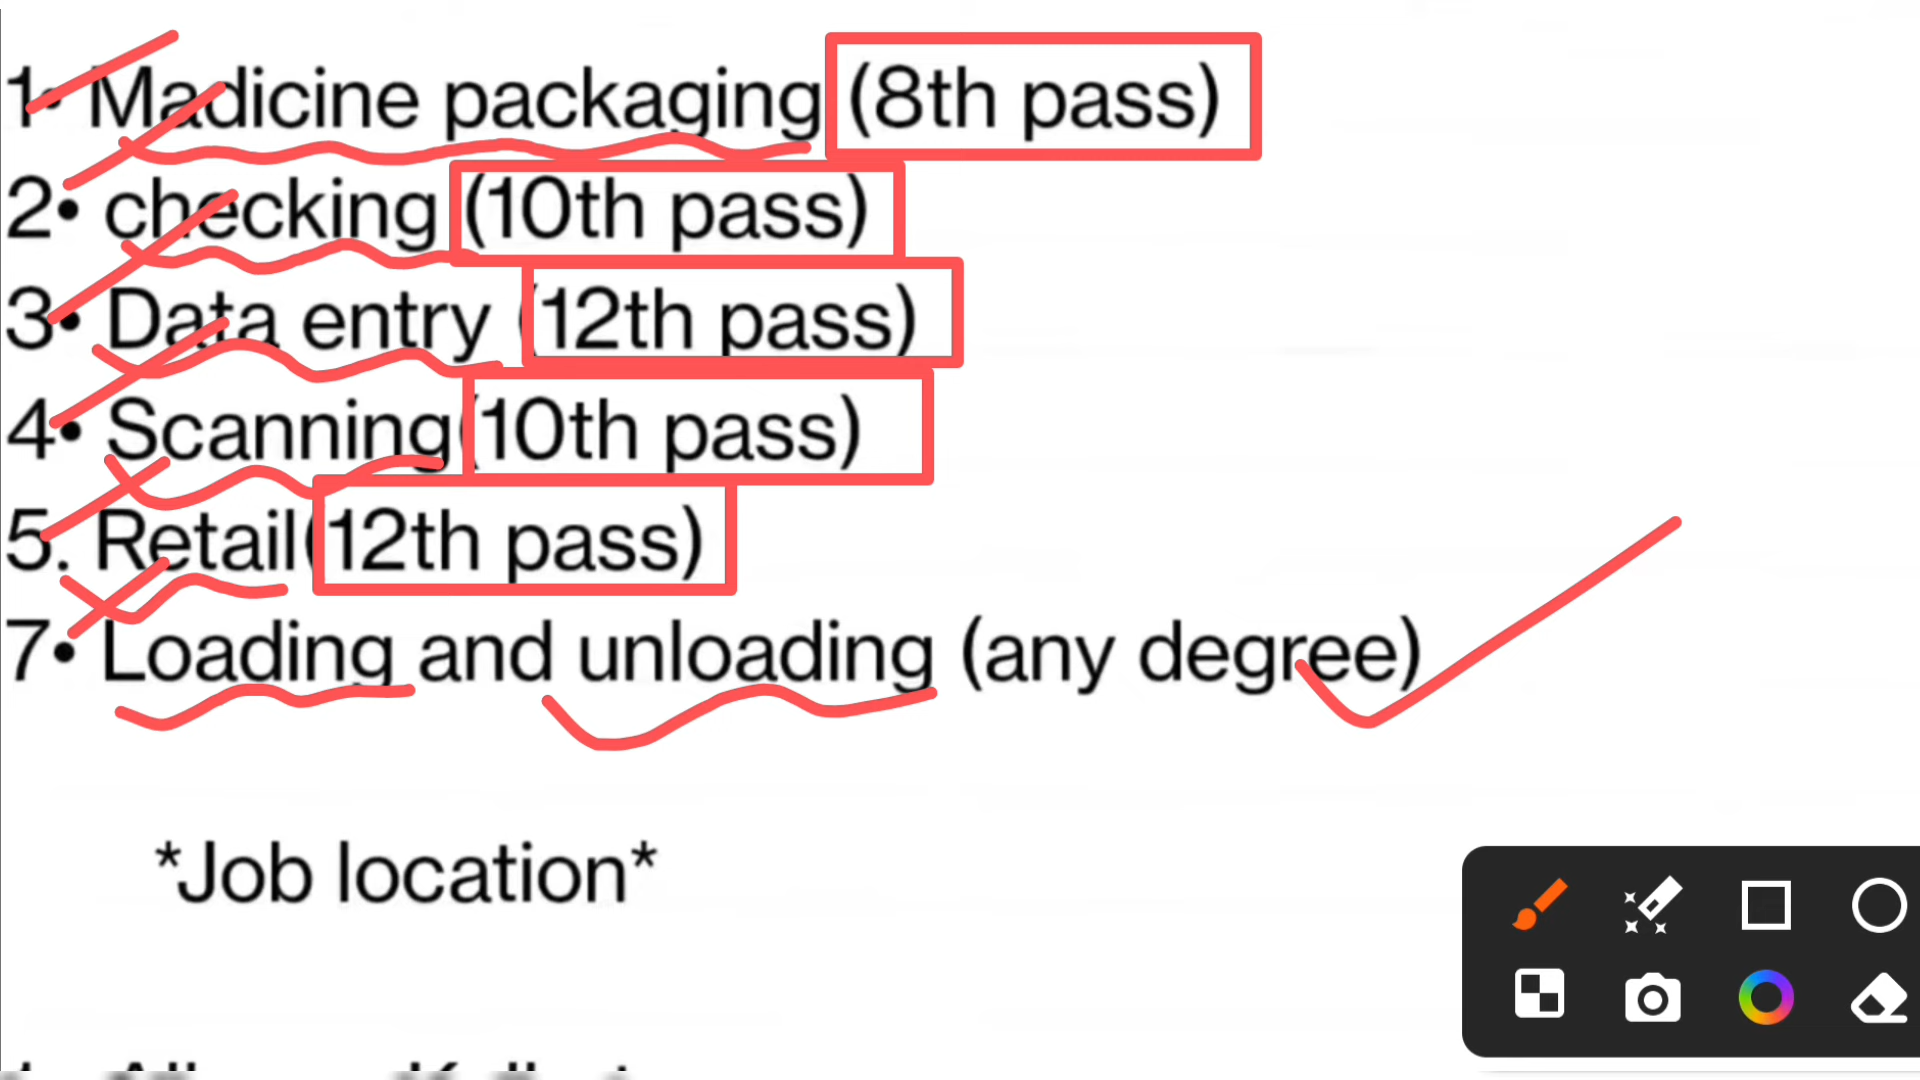 1• Madicine packaging (8th pass)
2• checking (10th pass)
3• Data entry (12th pass)
4• Scanning(10th pass)
5. Retail(12th pass)
7• Loading and unloading (any degree)
*Job location*